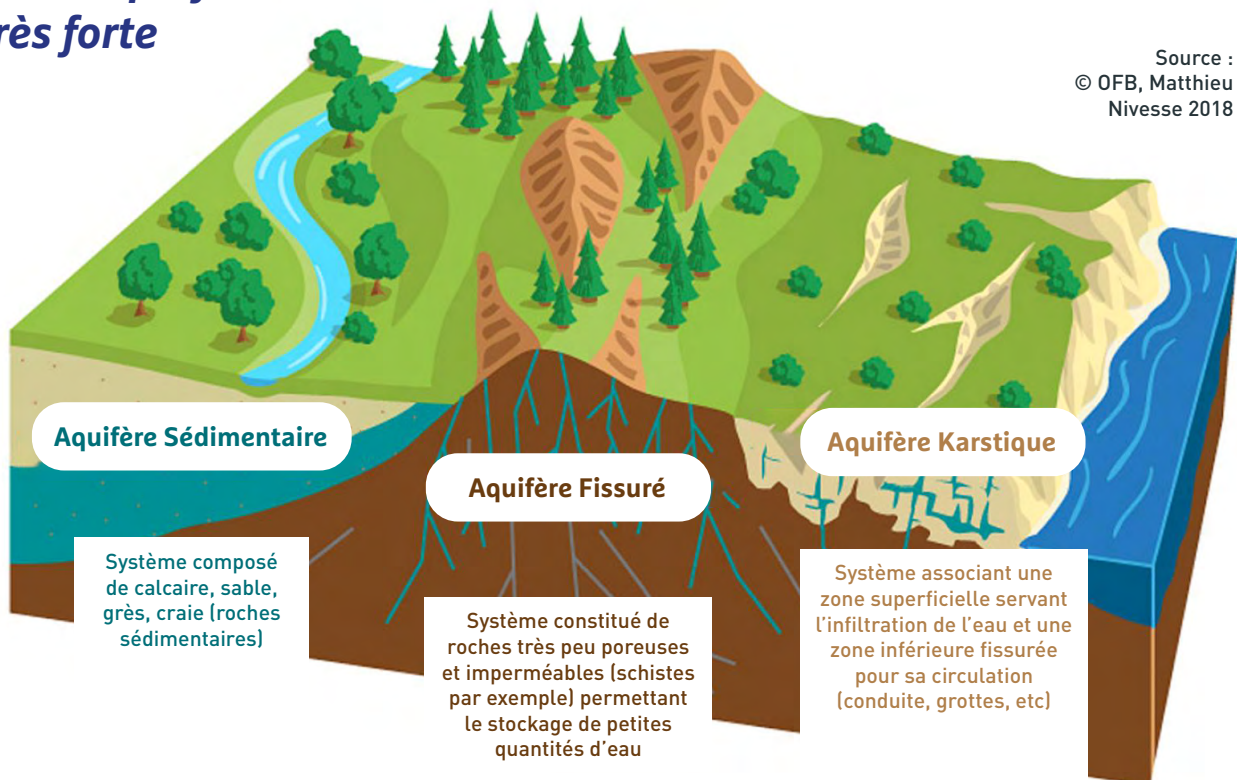 rès forte
Source :
© OFB, Matthieu
Nivesse 2018
Aquifère Sédimentaire
Système composé
de calcaire, sable,
grès, craie (roches
sédimentaires)
Aquifère Fissuré
Système constitué de
roches très peu poreuses
et imperméables (schistes
par exemple) permettant
le stockage de petites
quantités d’eau
Aquifère Karstique
Système associant une
zone superficielle servant
l’infiltration de l’eau et une
zone inférieure fissurée
pour sa circulation
(conduite, grottes, etc)